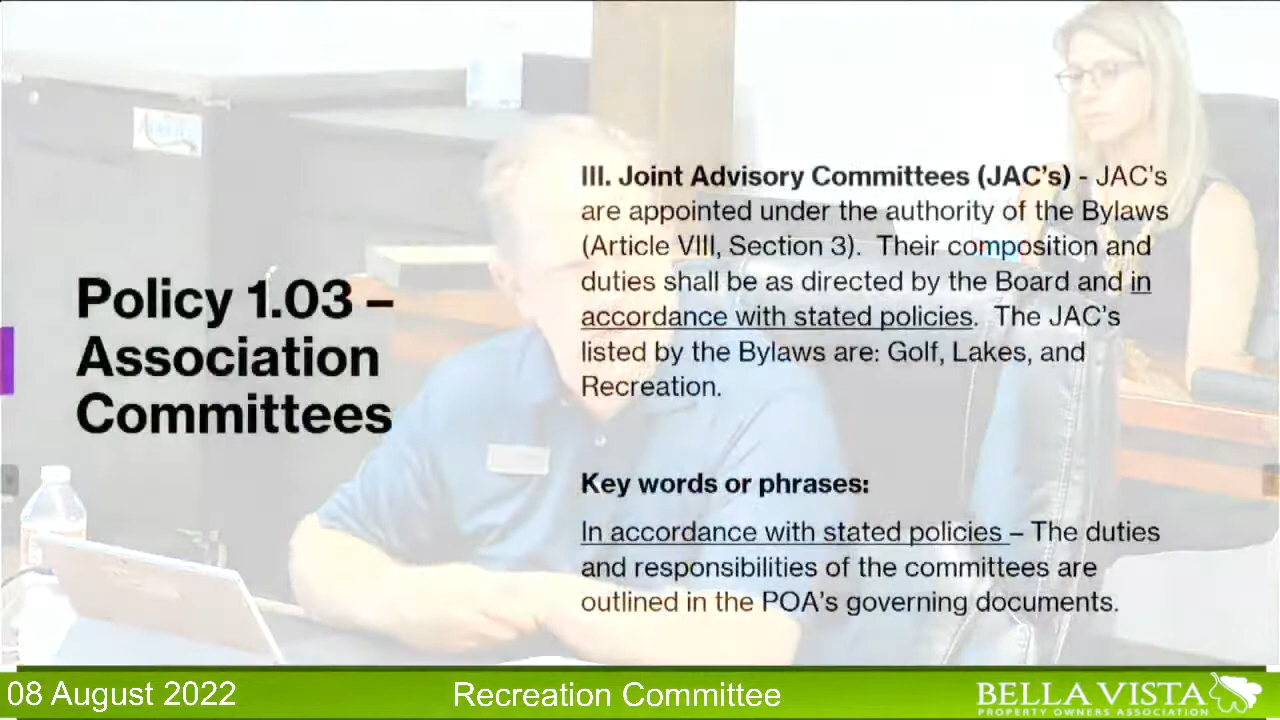 Policy 1.03 –
Association
Committees
III. Joint Advisory Committees (JAC's) - JAC's
are appointed under the authority of the Bylaws
(Article VIII, Section 3).  Their composition and
duties shall be as directed by the Board and in
accordance with stated policies.  The JAC's
listed by the Bylaws are: Golf, Lakes, and
Recreation.
Key words or phrases:
In accordance with stated policies – The duties
and responsibilities of the committees are
outlined in the POA's governing documents.
08 August 2022
Recreation Committee
BELLA VISTA
PROPERTY OWNERS ASSOCIATION